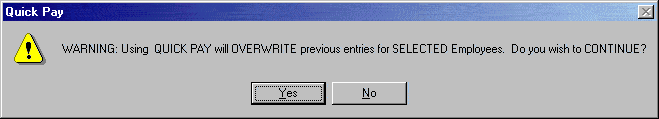 Quick Pay
WARNING: Using QUICK PAY will OVERWRITE previous entries for SELECTED Employees. Do you wish to CONTINUE?
Yes No